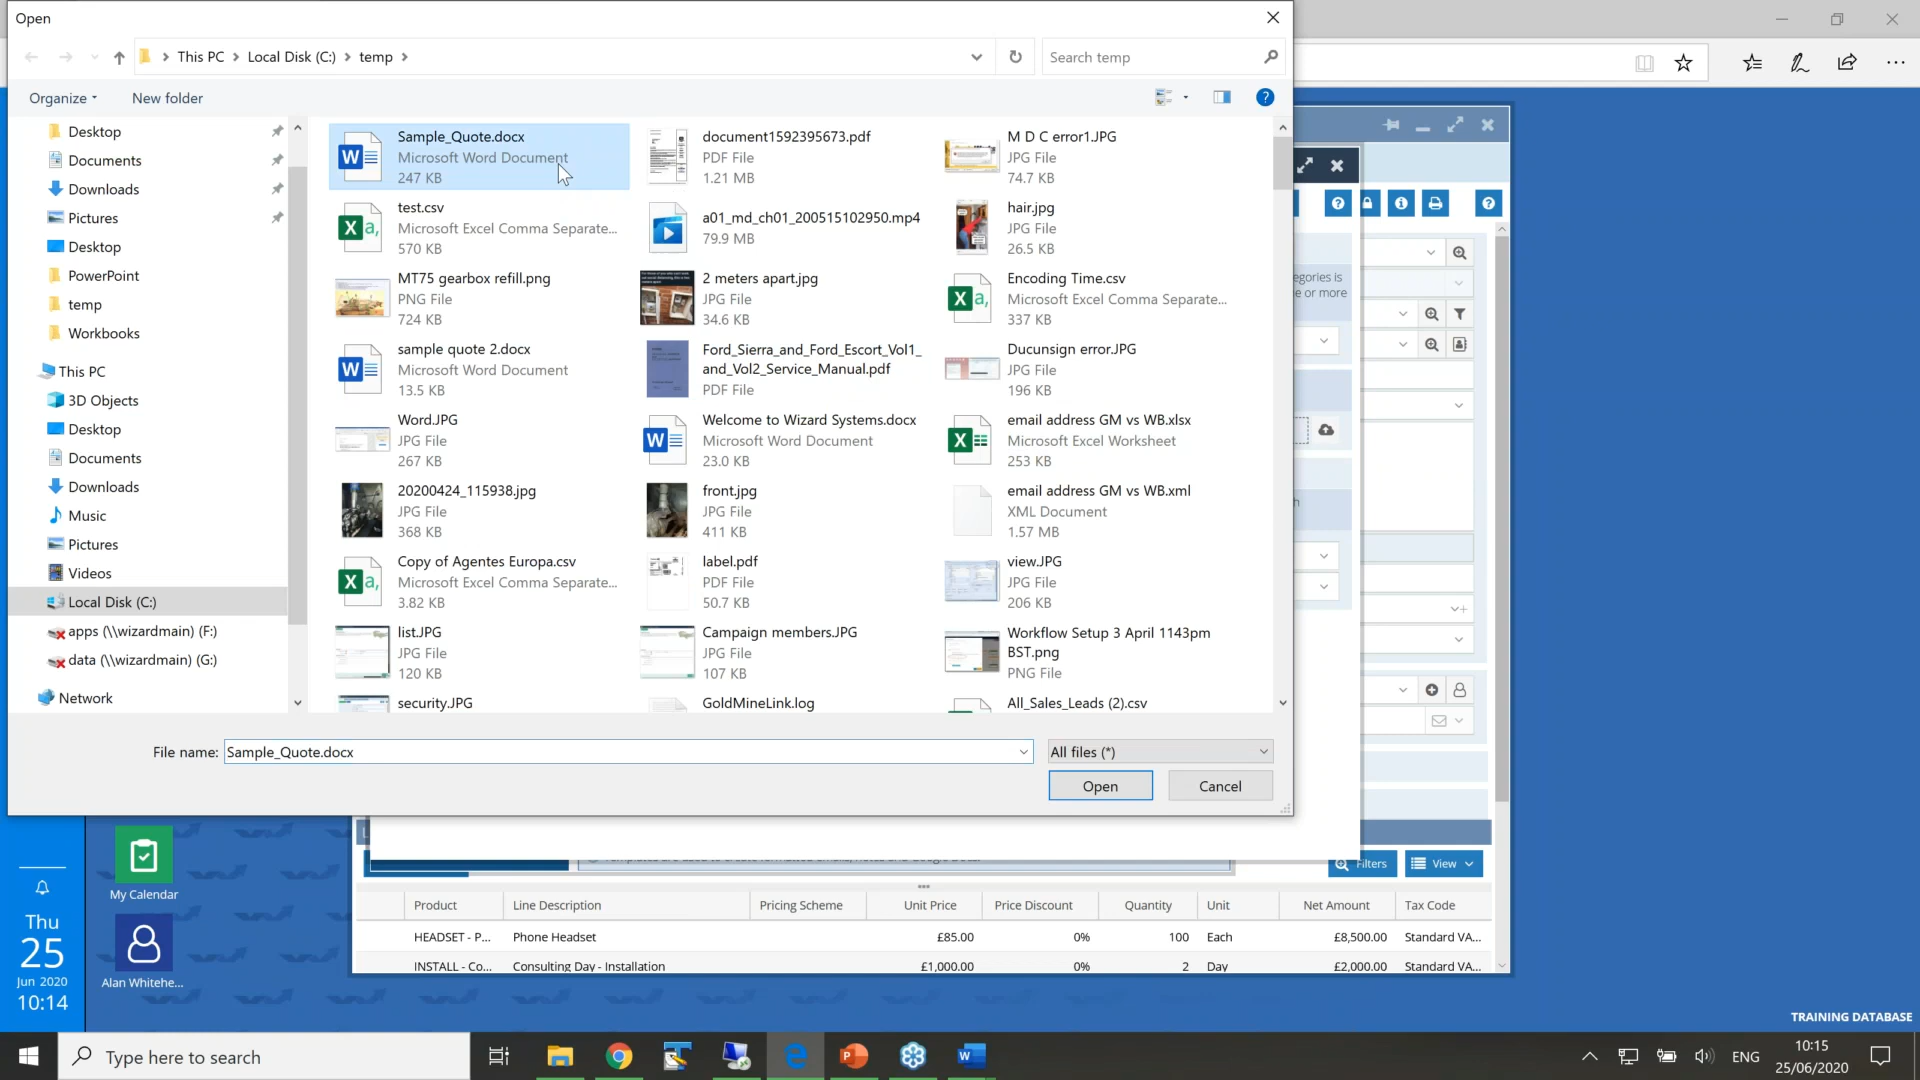 Open
This PC
Local Disk (C:)
temp
Search temp
Organize
New folder
?
Desktop
Documents
Downloads
Pictures
Desktop
PowerPoint
temp
Workbooks
This PC
3D Objects
Desktop
Documents
Downloads
Music
Pictures
Videos
Local Disk (C:)
apps (\\wizardmain) (F:)
data (\\wizardmain) (G:)
Network
Sample_Quote.docx
Microsoft Word Document
247 KB
document1592395673.pdf
PDF File
1.21 MB
M D C error1.JPG
JPG File
74.7 KB
test.csv
Microsoft Excel Comma Separate...
570 KB
a01_md_ch01_200515102950.mp4
79.9 MB
hair.jpg
JPG File
26.5 KB
MT75 gearbox refill.png
PNG File
724 KB
2 meters apart.jpg
JPG File
34.6 KB
Encoding Time.csv
Microsoft Excel Comma Separate...
337 KB
sample quote 2.docx
Microsoft Word Document
13.5 KB
Ford_Sierra_and_Ford_Escort_Vol1_
and_Vol2_Service_Manual.pdf
PDF File
Ducunsign error.JPG
JPG File
196 KB
Word.JPG
JPG File
267 KB
Welcome to Wizard Systems.docx
Microsoft Word Document
23.0 KB
email address GM vs WB.xlsx
Microsoft Excel Worksheet
253 KB
20200424_115938.jpg
JPG File
368 KB
front.jpg
JPG File
411 KB
email address GM vs WB.xml
XML Document
1.57 MB
Copy of Agentes Europa.csv
Microsoft Excel Comma Separate...
3.82 KB
label.pdf
PDF File
50.7 KB
view.JPG
JPG File
206 KB
list.JPG
JPG File
120 KB
Campaign members.JPG
JPG File
107 KB
Workflow Setup 3 April 1143pm
BST.png
PNG File
security.JPG
GoldMineLink.log
All_Sales_Leads (2).csv
File name:
Sample_Quote.docx
All files (*)
Open
Cancel
egories is
e or more
Filters
View
Product
Line Description
Pricing Scheme
Unit Price
Price Discount
Quantity
Unit
Net Amount
Tax Code
HEADSET - P...
Phone Headset
£85.00
0%
100
Each
£8,500.00
Standard VA...
INSTALL - Co...
Consulting Day - Installation
£1,000.00
0%
2
Day
£2,000.00
Standard VA...
My Calendar
Alan Whitehe...
Thu
25
Jun 2020
10:14
TRAINING DATABASE
Type here to search
ENG
10:15
25/06/2020